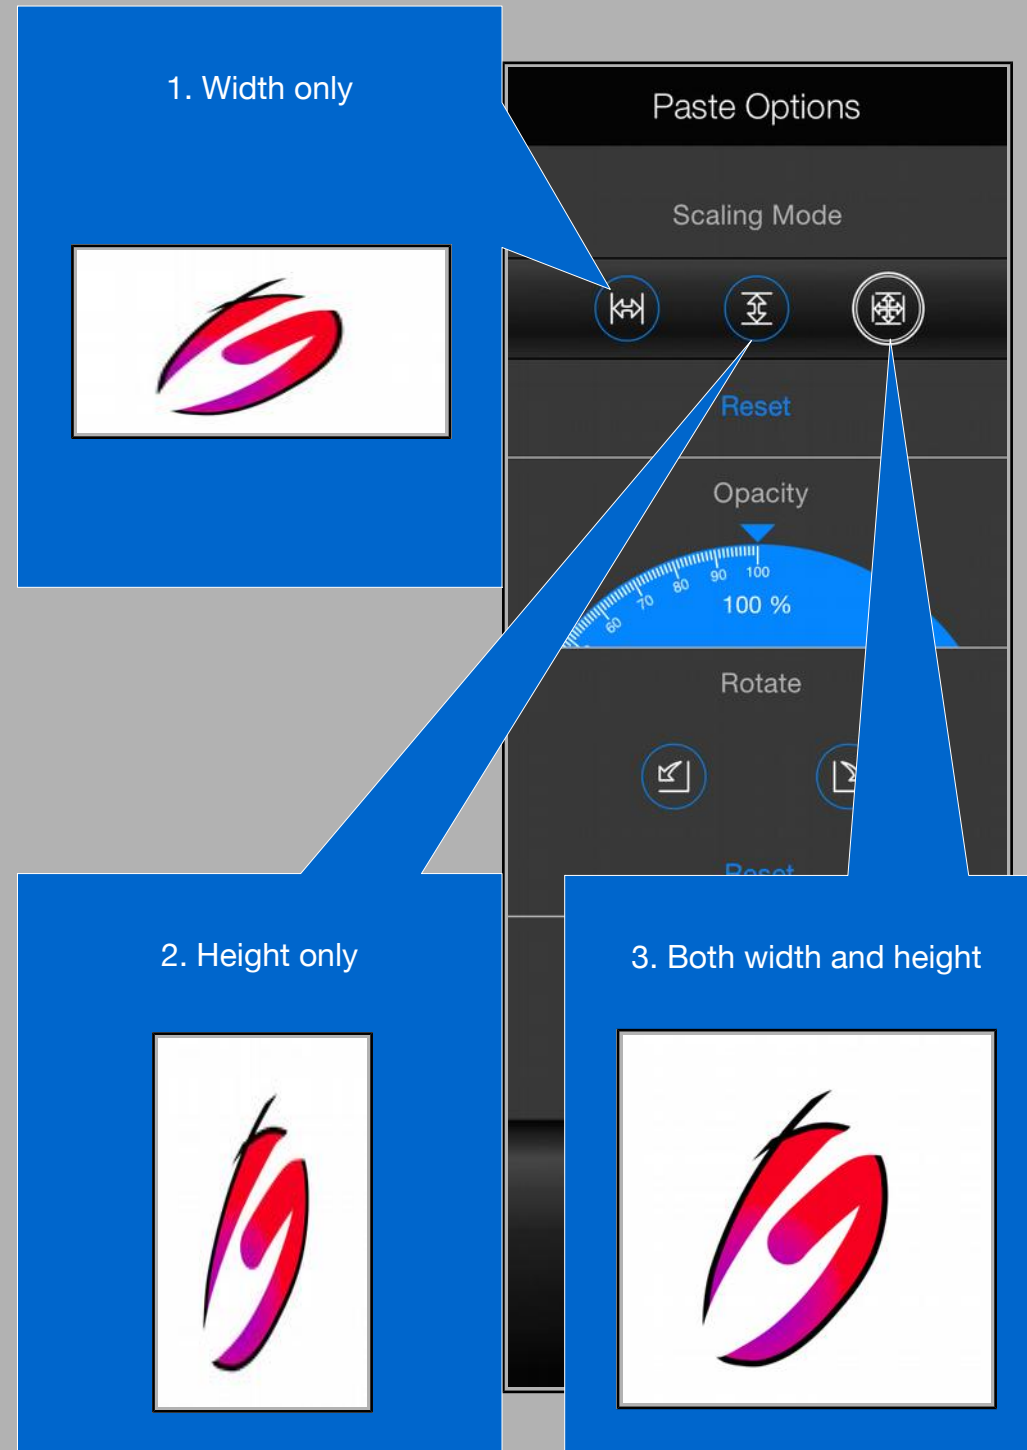 1. Width only
Paste Options
Scaling Mode
Reset
Opacity
60 70 80 90 100
100 %
Rotate
Reset
2. Height only
3. Both width and height